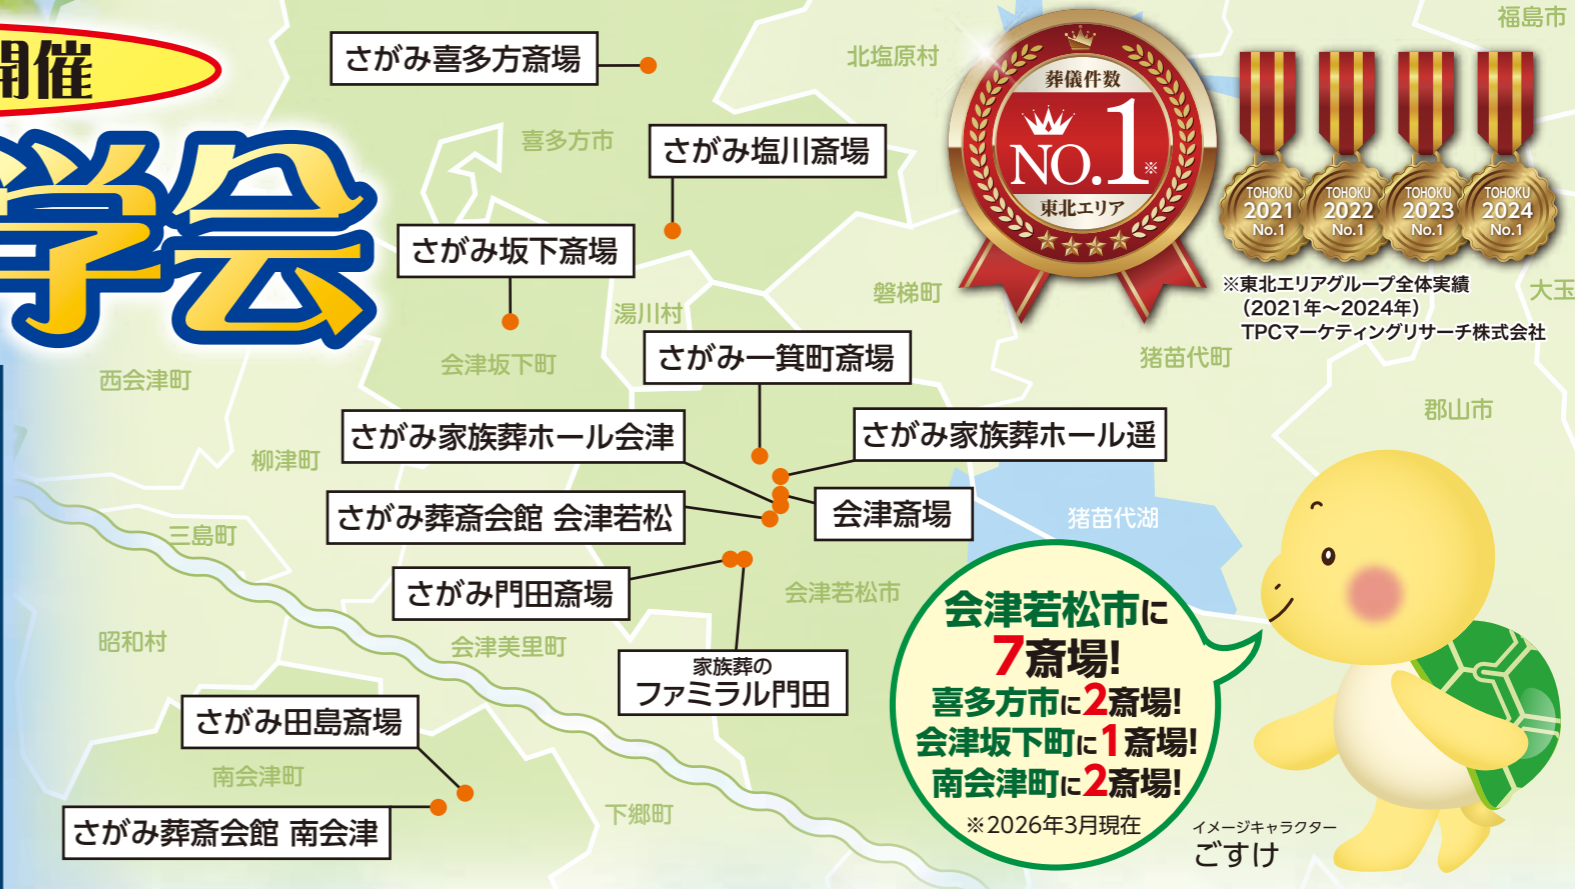 開催
学会
さがみ喜多方斎場
北塩原村
福島市
喜多方市
さがみ塩川斎場
さがみ坂下斎場
湯川村
磐梯町
葬儀件数
NO.1※
東北エリア
TOHOKU
2021
No.1
TOHOKU
2022
No.1
TOHOKU
2023
No.1
TOHOKU
2024
No.1
※東北エリアグループ全体実績
(2021年～2024年)
TPCマーケティングリサーチ株式会社
大玉
西会津町
会津坂下町
さがみ一箕町斎場
猪苗代町
郡山市
柳津町
さがみ家族葬ホール会津
さがみ家族葬ホール遥
さがみ葬斎会館 会津若松
会津斎場
猪苗代湖
三島町
さがみ門田斎場
会津若松市
昭和村
会津美里町
家族葬の
ファミラル門田
さがみ田島斎場
南会津町
さがみ葬斎会館 南会津
下郷町
会津若松市に
7斎場!
喜多方市に2斎場!
会津坂下町に1斎場!
南会津町に2斎場!
※2026年3月現在
イメージキャラクター
ごすけ